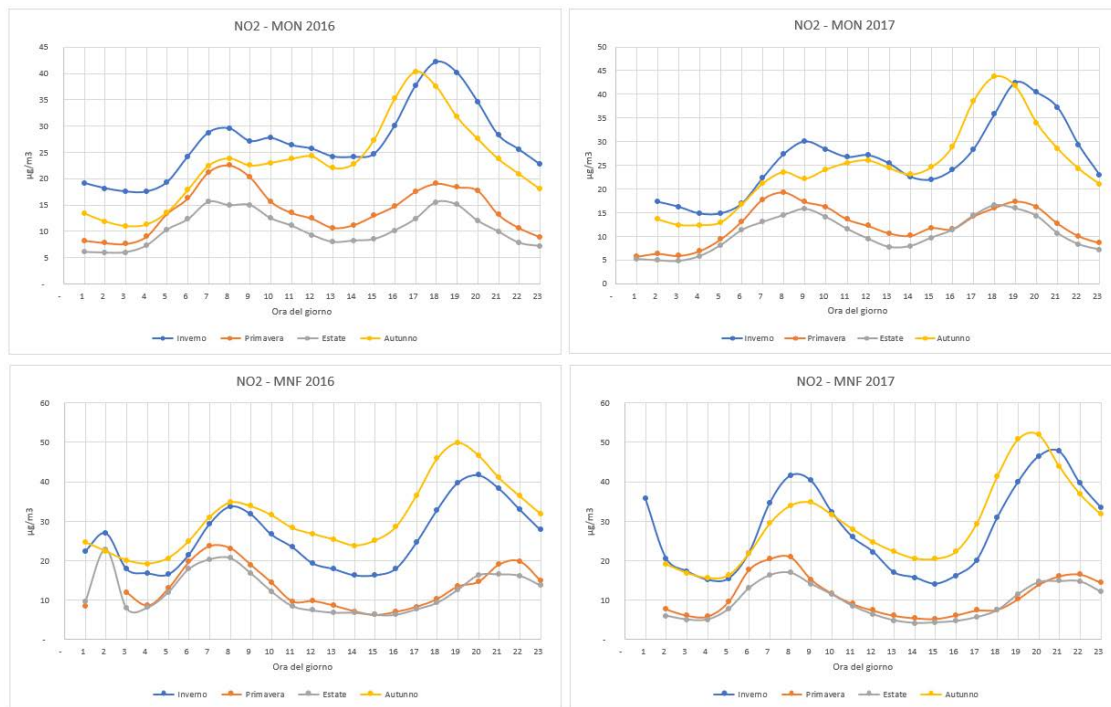 NO2 - MON 2016
µg/m3
45
40
35
30
25
20
15
10
5
-
- 1 2 3 4 5 6 7 8 9 10 11 12 13 14 15 16 17 18 19 20 21 22 23
Ora del giorno
Inverno Primavera Estate Autunno
NO2 - MON 2017
µg/m3
50
45
40
35
30
25
20
15
10
5
0
- 1 2 3 4 5 6 7 8 9 10 11 12 13 14 15 16 17 18 19 20 21 22 23
Ora del giorno
Inverno Primavera Estate Autunno
NO2 - MNF 2016
µg/m3
60
50
40
30
20
10
-
- 1 2 3 4 5 6 7 8 9 10 11 12 13 14 15 16 17 18 19 20 21 22 23
Ora del giorno
Inverno Primavera Estate Autunno
NO2 - MNF 2017
µg/m3
60
50
40
30
20
10
-
- 1 2 3 4 5 6 7 8 9 10 11 12 13 14 15 16 17 18 19 20 21 22 23
Ora del giorno
Inverno Primavera Estate Autunno